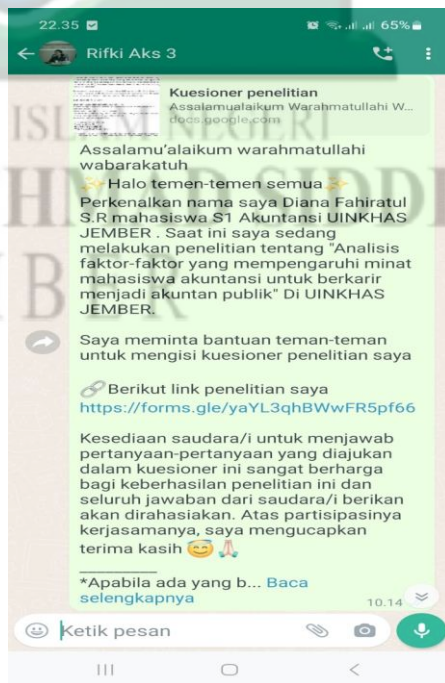 22.35
65%
Rifki Aks 3
Kuesioner penelitian
Assalamualaikum Warahmatullahi W...
docs.google.com
Assalamu'alaikum warahmatullahi
wabarakatuh
✨Halo temen-temen semua✨
Perkenalkan nama saya Diana Fahiratul
S.R mahasiswa S1 Akuntansi UINKHAS
JEMBER . Saat ini saya sedang
melakukan penelitian tentang "Analisis
faktor-faktor yang mempengaruhi minat
mahasiswa akuntansi untuk berkarir
menjadi akuntan publik" Di UINKHAS
JEMBER.
Saya meminta bantuan teman-teman
untuk mengisi kuesioner penelitian saya
🔗Berikut link penelitian saya
https://forms.gle/yaYL3qhBWwFR5pf66
Kesediaan saudara/i untuk menjawab
pertanyaan-pertanyaan yang diajukan
dalam kuesioner ini sangat berharga
bagi keberhasilan penelitian ini dan
seluruh jawaban dari saudara/i berikan
akan dirahasiakan. Atas partisipasinya
kerjasamanya, saya mengucapkan
terima kasih 😇🙏🏻
__________
*Apabila ada yang b... Baca
selengkapnya
10.14
Ketik pesan